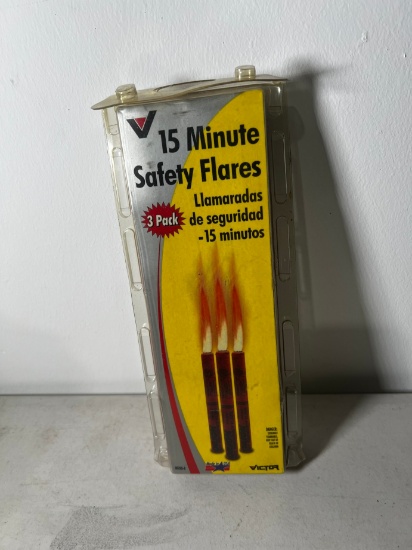 V
15 Minute
Safety Flares
Llamaradas
de seguridad
-15 minutos
3 Pack
VICTOR